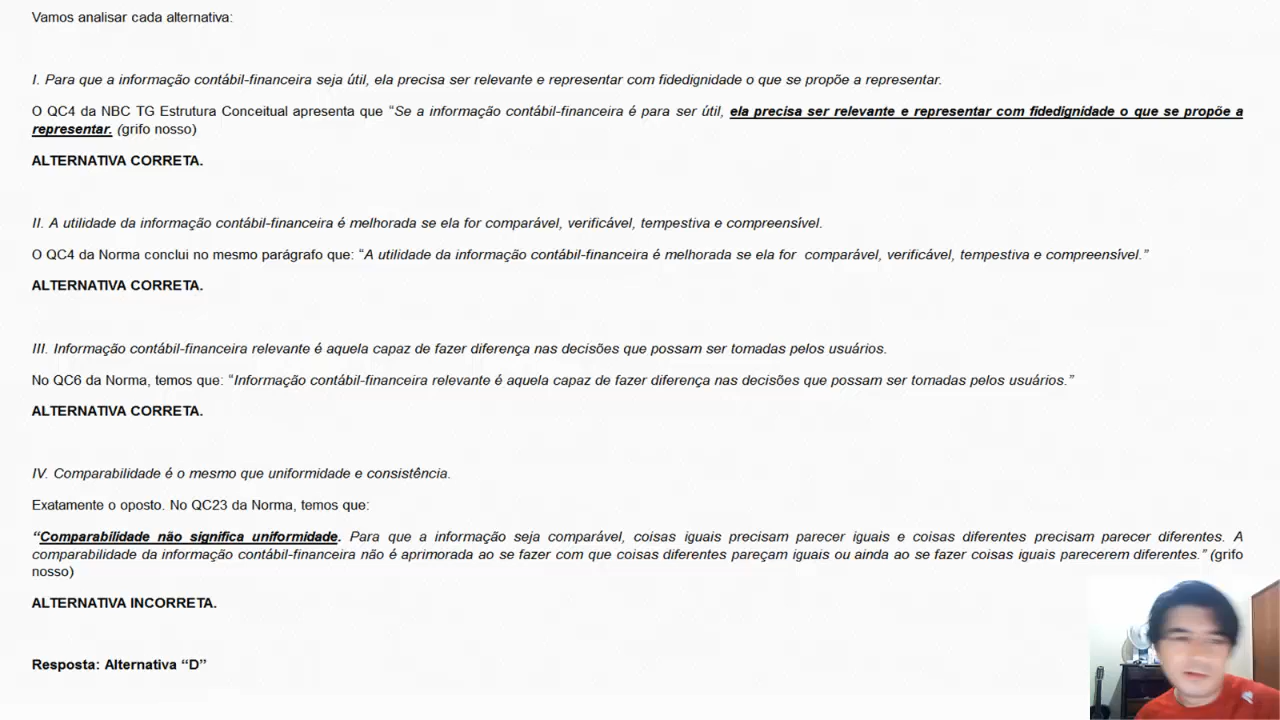 Vamos analisar cada alternativa:
I. Para que a informação contábil-financeira seja útil, ela precisa ser relevante e representar com fidedignidade o que se propõe a representar.
O QC4 da NBC TG Estrutura Conceitual apresenta que “Se a informação contábil-financeira é para ser útil, ela precisa ser relevante e representar com fidedignidade o que se propõe a
representar. (grifo nosso)
ALTERNATIVA CORRETA.
II. A utilidade da informação contábil-financeira é melhorada se ela for comparável, verificável, tempestiva e compreensível.
O QC4 da Norma conclui no mesmo parágrafo que: “A utilidade da informação contábil-financeira é melhorada se ela for comparável, verificável, tempestiva e compreensível.”
ALTERNATIVA CORRETA.
III. Informação contábil-financeira relevante é aquela capaz de fazer diferença nas decisões que possam ser tomadas pelos usuários.
No QC6 da Norma, temos que: “Informação contábil-financeira relevante é aquela capaz de fazer diferença nas decisões que possam ser tomadas pelos usuários.”
ALTERNATIVA CORRETA.
IV. Comparabilidade é o mesmo que uniformidade e consistência.
Exatamente o oposto. No QC23 da Norma, temos que:
“Comparabilidade não significa uniformidade. Para que a informação seja comparável, coisas iguais precisam parecer iguais e coisas diferentes precisam parecer diferentes. A
comparabilidade da informação contábil-financeira não é aprimorada ao se fazer com que coisas diferentes pareçam iguais ou ainda ao se fazer coisas iguais parecerem diferentes.” (grifo
nosso)
ALTERNATIVA INCORRETA.
Resposta: Alternativa “D”